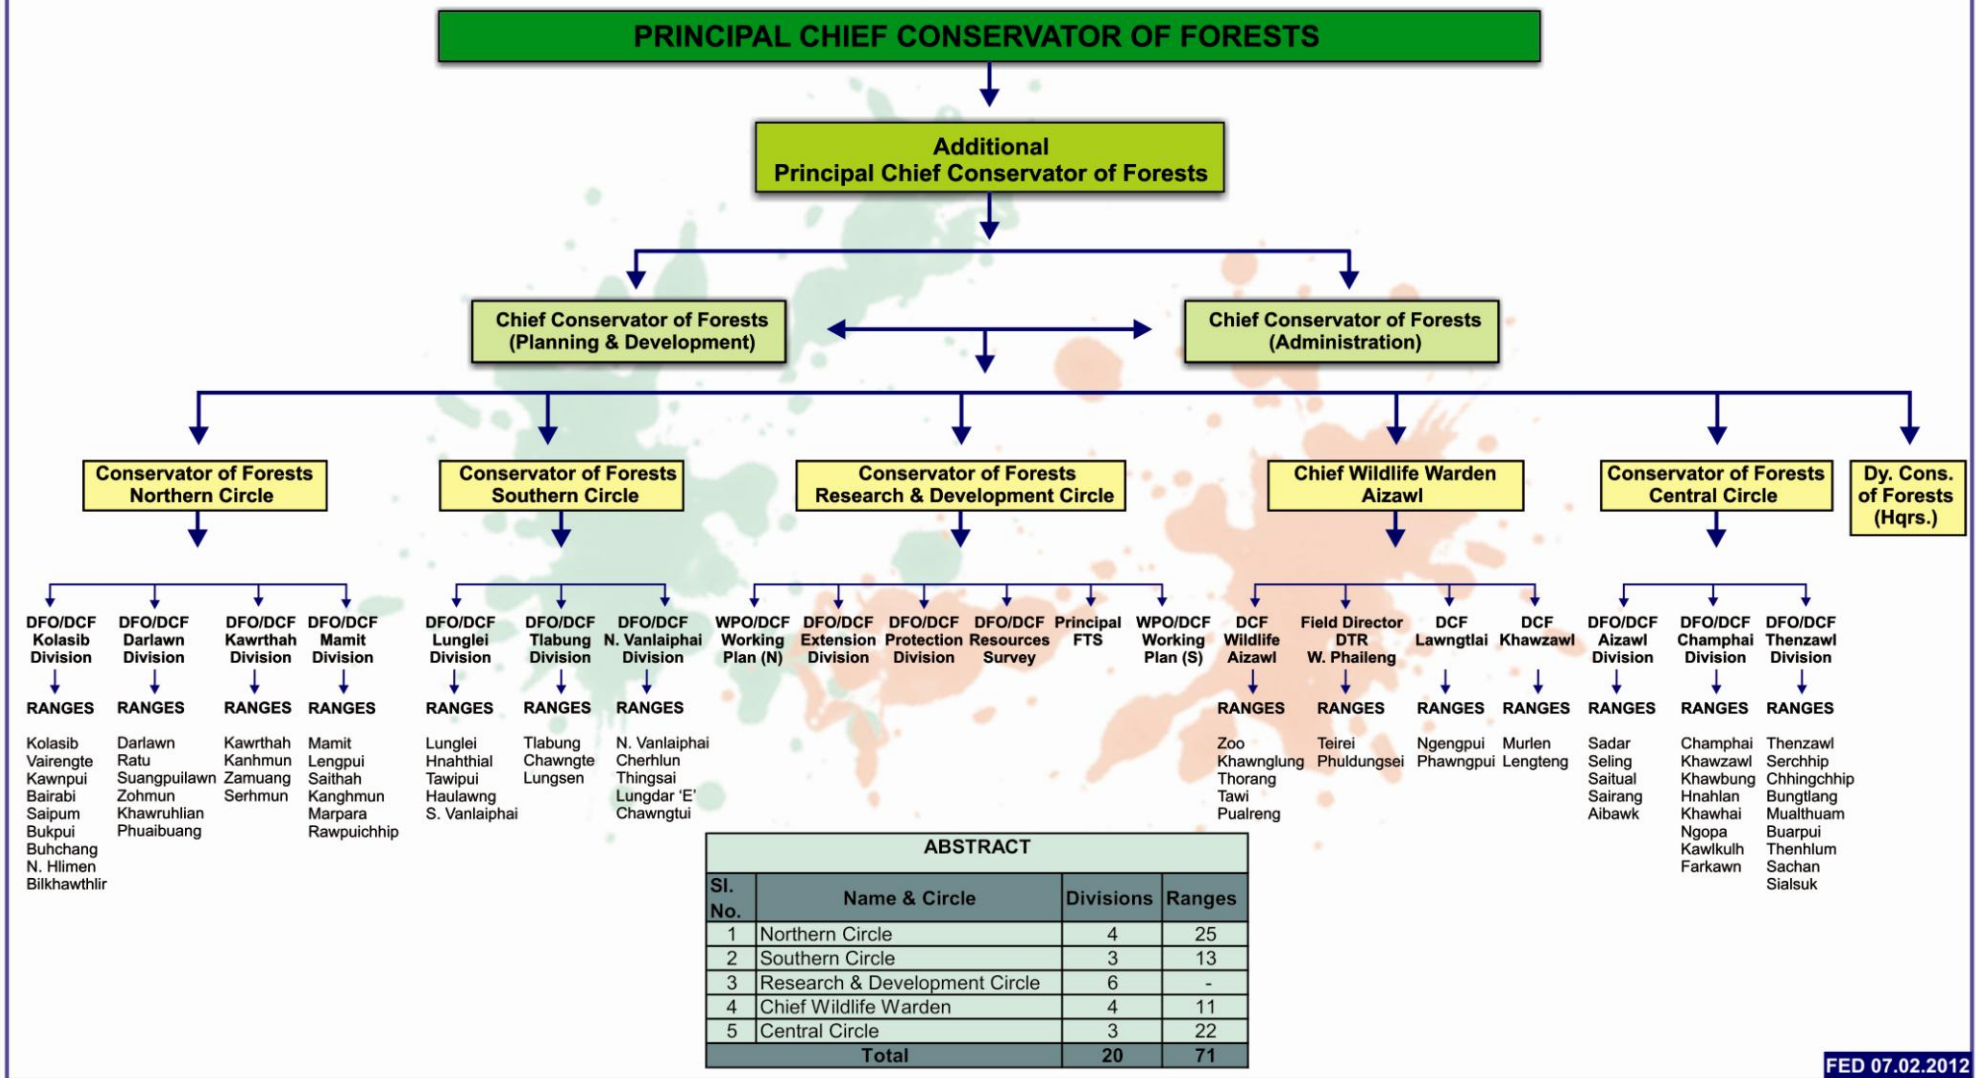 PRINCIPAL CHIEF CONSERVATOR OF FORESTS
Additional
Principal Chief Conservator of Forests
Chief Conservator of Forests
(Planning & Development)
Chief Conservator of Forests
(Administration)
Conservator of Forests
Northern Circle
Conservator of Forests
Southern Circle
Conservator of Forests
Research & Development Circle
Chief Wildlife Warden
Aizawl
Conservator of Forests
Central Circle
Dy. Cons.
of Forests
(Hqrs.)
DFO/DCF
Kolasib
Division
RANGES
Kolasib
Vairengte
Kawnpui
Bairabi
Saipum
Bukpui
Buhchang
N. Hlimen
Bilkhawthlir
DFO/DCF
Darlawn
Division
RANGES
Darlawn
Ratu
Suangpuilawn
Zohmun
Khawruhlian
Phuaibuang
DFO/DCF
Kawrthah
Division
RANGES
Kawrthah
Kanhmun
Zamuang
Serhmun
DFO/DCF
Mamit
Division
RANGES
Mamit
Lengpui
Saithah
Kanghmun
Marpara
Rawpuichhip
DFO/DCF
Lunglei
Division
RANGES
Lunglei
Hnahthial
Tawipui
Haulawng
S. Vanlaiphai
DFO/DCF
Tlabung
Division
RANGES
Tlabung
Chawngte
Lungsen
DFO/DCF
N. Vanlaiphai
Division
RANGES
N. Vanlaiphai
Cherhlun
Thingsai
Lungdar ‘E’
Chawngtui
WPO/DCF
Working
Plan (N)
DFO/DCF
Extension
Division
DFO/DCF
Protection
Division
DFO/DCF
Resources
Survey
Principal
FTS
WPO/DCF
Working
Plan (S)
DCF
Wildlife
Aizawl
RANGES
Zoo
Khawnglung
Thorang
Tawi
Pualreng
Field Director
DTR
W. Phaileng
RANGES
Teirei
Phuldungsei
DCF
Lawngtlai
RANGES
Ngengpui
Phawngpui
DCF
Khawzawl
RANGES
Murlen
Lengteng
DFO/DCF
Aizawl
Division
RANGES
Sadar
Seling
Saitual
Sairang
Aibawk
DFO/DCF
Champhai
Division
RANGES
Champhai
Khawzawl
Khawbung
Hnahlan
Khawhai
Ngopa
Kawlkulh
Farkawn
DFO/DCF
Thenzawl
Division
RANGES
Thenzawl
Serchhip
Chhingchhip
Bungtlang
Mualthuam
Buarpui
Thenhlum
Sachan
Sialsuk
ABSTRACT
Sl. No. Name & Circle Divisions Ranges
1 Northern Circle 4 25
2 Southern Circle 3 13
3 Research & Development Circle 6 -
4 Chief Wildlife Warden 4 11
5 Central Circle 3 22
Total 20 71
FED 07.02.2012